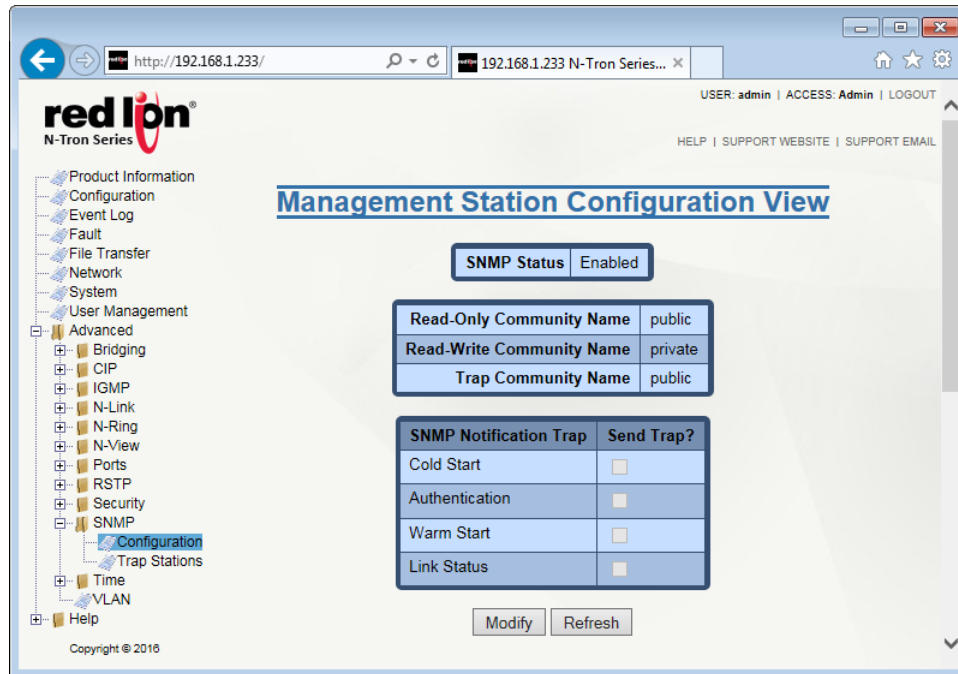 http://192.168.1.233/
192.168.1.233 N-Tron Series...
USER: admin | ACCESS: Admin | LOGOUT
red lion®
N-Tron Series
HELP | SUPPORT WEBSITE | SUPPORT EMAIL
Product Information
Configuration
Event Log
Fault
File Transfer
Network
System
User Management
Advanced
Bridging
CIP
IGMP
N-Link
N-Ring
N-View
Ports
RSTP
Security
SNMP
Configuration
Trap Stations
Time
VLAN
Help
Copyright © 2016
Management Station Configuration View
SNMP Status Enabled
Read-Only Community Name public
Read-Write Community Name private
Trap Community Name public
SNMP Notification Trap Send Trap?
Cold Start
Authentication
Warm Start
Link Status
Modify Refresh